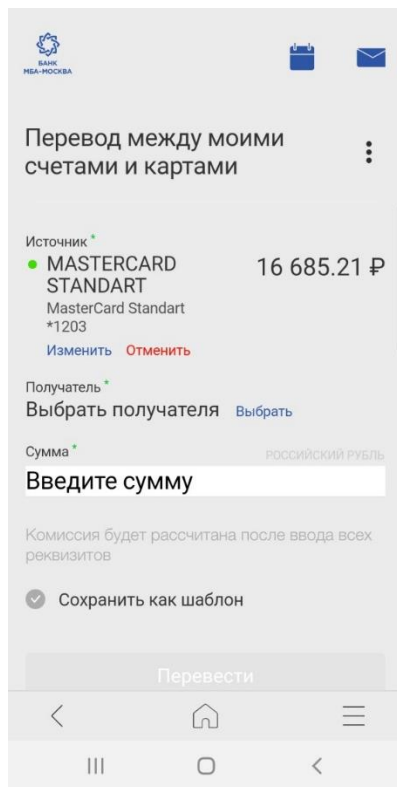 БАНК
МБА-МОСКВА
Перевод между моими
счетами и картами
Источник *
MASTERCARD
STANDART
16 685.21 ₽
MasterCard Standart
*1203
Изменить Отменить
Получатель *
Выбрать получателя Выбрать
Сумма * РОССИЙСКИЙ РУБЛЬ
Введите сумму
Комиссия будет рассчитана после ввода всех
реквизитов
Сохранить как шаблон
Перевести